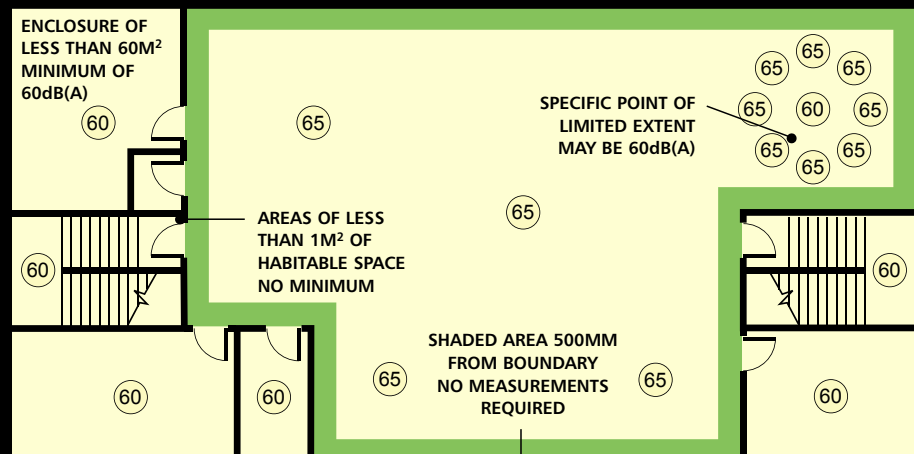 ENCLOSURE OF
LESS THAN 60M²
MINIMUM OF
60dB(A)
60
65
65
65
65
65
60
65
65
65
65
SPECIFIC POINT OF
LIMITED EXTENT
MAY BE 60dB(A)
65
AREAS OF LESS
THAN 1M² OF
HABITABLE SPACE
NO MINIMUM
60
60
SHADED AREA 500MM
FROM BOUNDARY
NO MEASUREMENTS
REQUIRED
65
65
60
60
60